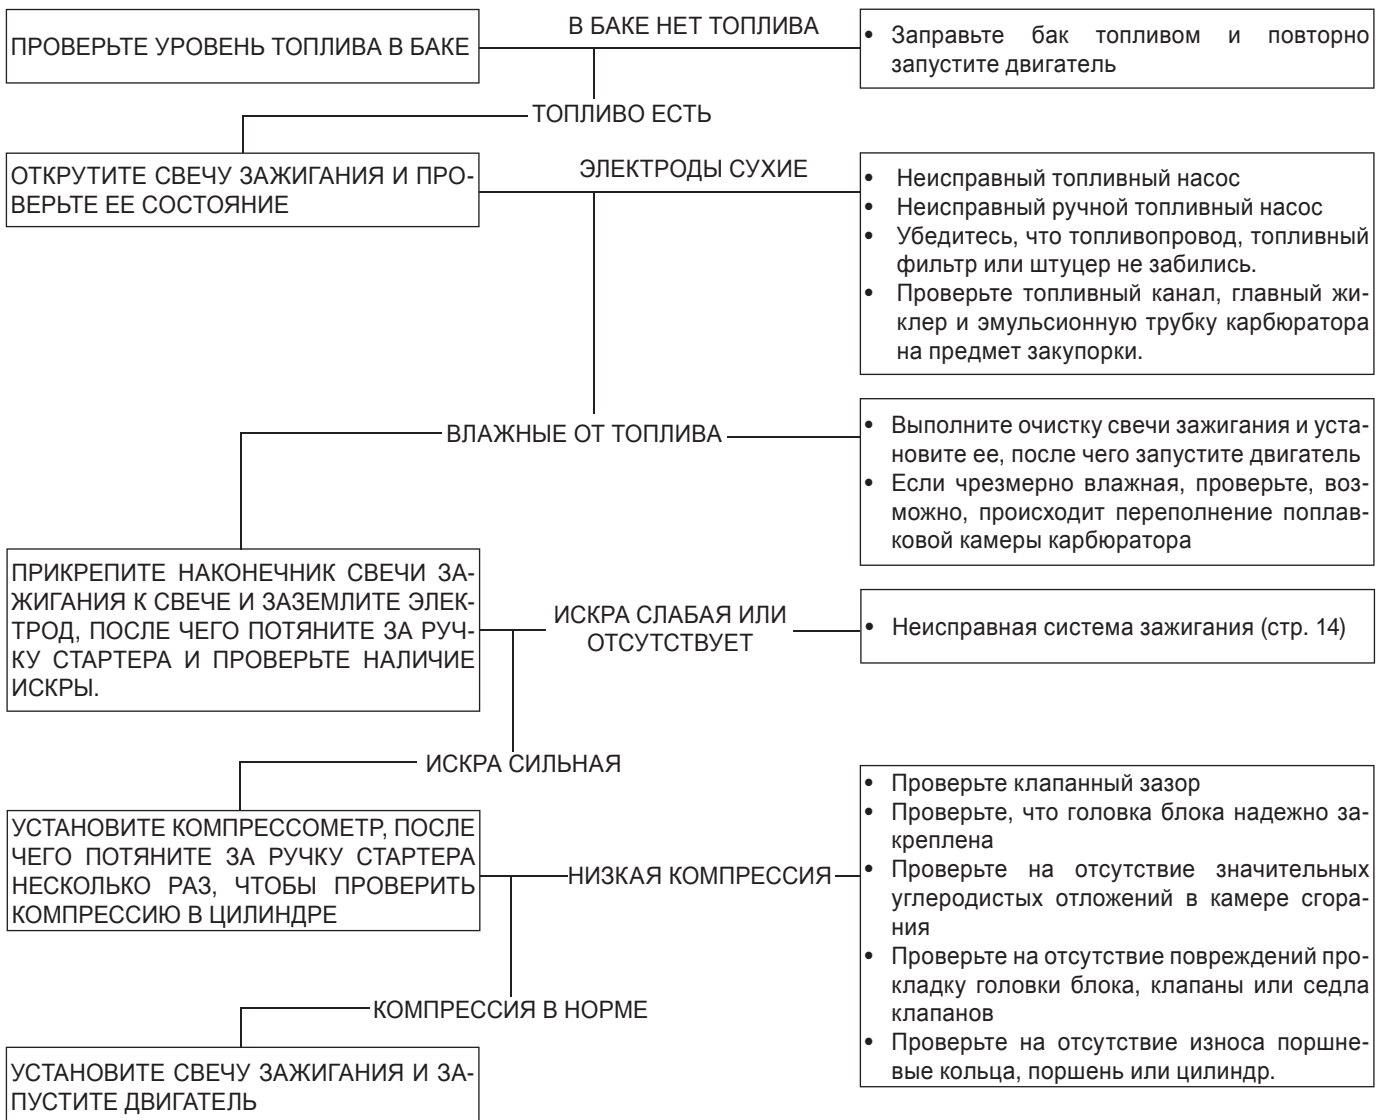 ПРОВЕРЬТЕ УРОВЕНЬ ТОПЛИВА В БАКЕ
В БАКЕ НЕТ ТОПЛИВА
• Заправьте бак топливом и повторно
запустите двигатель
ТОПЛИВО ЕСТЬ
ОТКРУТИТЕ СВЕЧУ ЗАЖИГАНИЯ И ПРО-
ВЕРЬТЕ ЕЕ СОСТОЯНИЕ
ЭЛЕКТРОДЫ СУХИЕ
• Неисправный топливный насос
• Неисправный ручной топливный насос
• Убедитесь, что топливопровод, топливный
фильтр или штуцер не забились.
• Проверьте топливный канал, главный жи-
клер и эмульсионную трубку карбюратора
на предмет закупорки.
ВЛАЖНЫЕ ОТ ТОПЛИВА
• Выполните очистку свечи зажигания и уста-
новите ее, после чего запустите двигатель
• Если чрезмерно влажная, проверьте, воз-
можно, происходит переполнение поплав-
ковой камеры карбюратора
ПРИКРЕПИТЕ НАКОНЕЧНИК СВЕЧИ ЗА-
ЖИГАНИЯ К СВЕЧЕ И ЗАЗЕМЛИТЕ ЭЛЕК-
ТРОД, ПОСЛЕ ЧЕГО ПОТЯНИТЕ ЗА РУЧ-
КУ СТАРТЕРА И ПРОВЕРЬТЕ НАЛИЧИЕ
ИСКРЫ.
ИСКРА СЛАБАЯ ИЛИ
ОТСУТСТВУЕТ
• Неисправная система зажигания (стр. 14)
ИСКРА СИЛЬНАЯ
УСТАНОВИТЕ КОМПРЕССОМЕТР, ПОСЛЕ
ЧЕГО ПОТЯНИТЕ ЗА РУЧКУ СТАРТЕРА
НЕСКОЛЬКО РАЗ, ЧТОБЫ ПРОВЕРИТЬ
КОМПРЕССИЮ В ЦИЛИНДРЕ
НИЗКАЯ КОМПРЕССИЯ
• Проверьте клапанный зазор
• Проверьте, что головка блока надежно за-
креплена
• Проверьте на отсутствие значительных
углеродистых отложений в камере сгора-
ния
• Проверьте на отсутствие повреждений про-
кладку головки блока, клапаны или седла
клапанов
• Проверьте на отсутствие износа поршне-
вые кольца, поршень или цилиндр.
КОМПРЕССИЯ В НОРМЕ
УСТАНОВИТЕ СВЕЧУ ЗАЖИГАНИЯ И ЗА-
ПУСТИТЕ ДВИГАТЕЛЬ